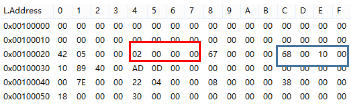 L.Address 0 1 2 3 4 5 6 7 8 9 A B C D E F
0x00100000 00 00 00 00 00 00 00 00 00 00 00 00 00 00 00 00
0x00100010 00 00 00 00 00 00 00 00 00 00 00 00 00 00 00 00
0x00100020 42 05 00 00 02 00 00 00 67 00 00 00 68 00 10 00
0x00100030 10 89 40 00 AD 0D 00 00 00 00 00 00 00 00 00 00
0x00100040 00 7E 00 00 22 04 00 00 08 00 00 00 38 00 00 00
0x00100050 18 00 00 00 30 00 00 00 00 00 00 00 00 00 00 00